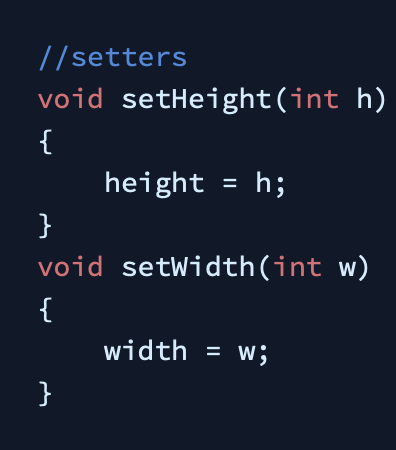 //setters
void setHeight(int h)
{
    height = h;
}
void setWidth(int w)
{
    width = w;
}